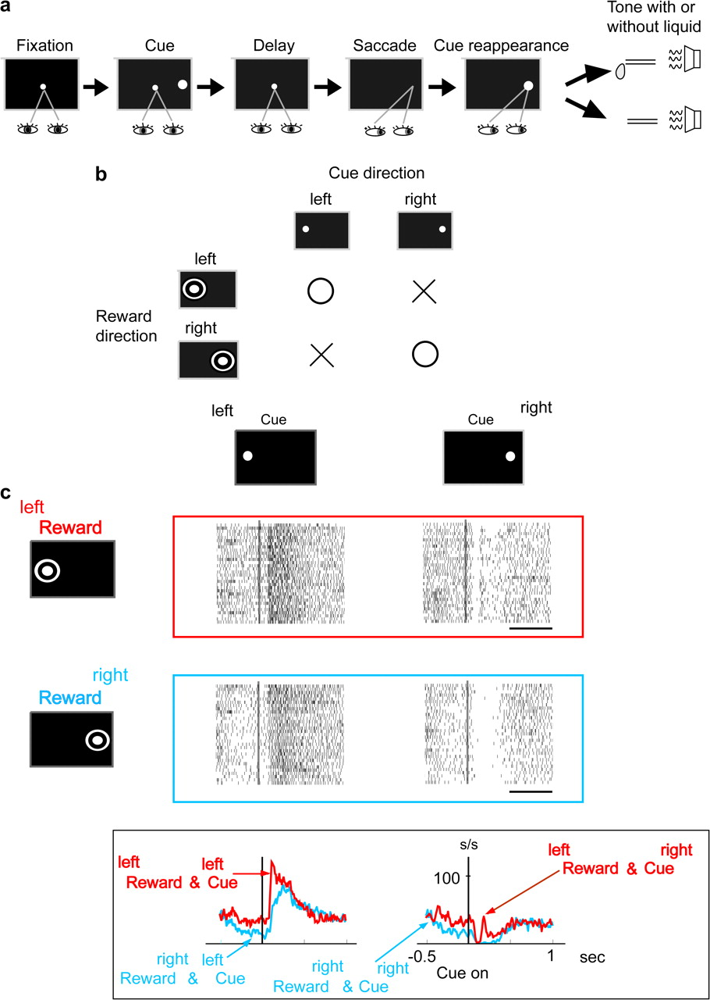 a
Tone with or
without liquid
Fixation Cue Delay Saccade Cue reappearance
b
Cue direction
left right
left
Reward
direction
right
left Cue
Cue right
c
left
Reward
right
Reward
s/s
100
left left
Reward & Cue
left right
Reward & Cue
right left
Reward & Cue
right right
Reward & Cue
-0.5 1 sec
Cue on